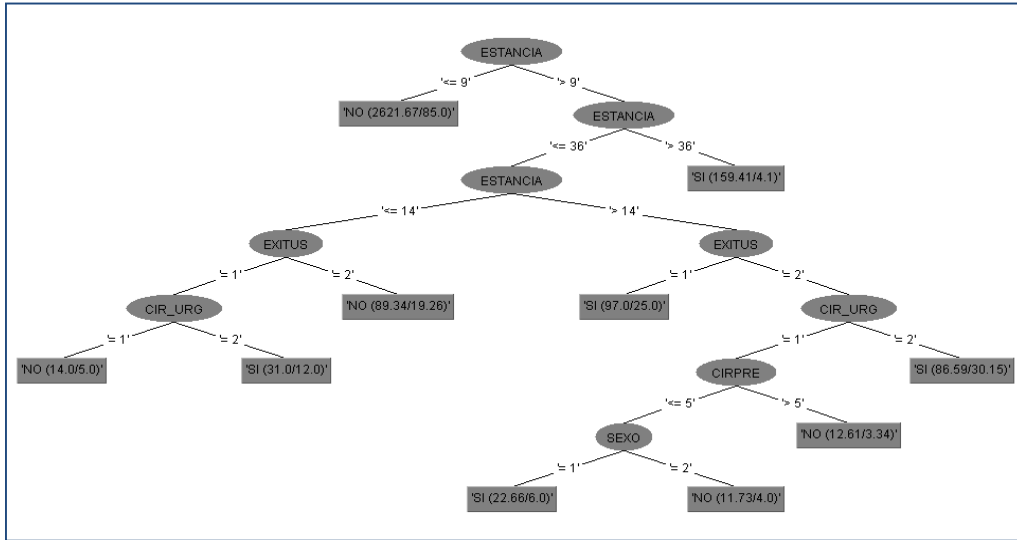 ESTANCIA
'<= 9' '> 9'
'NO (2621.67/85.0)' ESTANCIA
'<= 36' '> 36'
ESTANCIA 'SI (159.41/4.1)'
'<= 14' '> 14'
EXITUS EXITUS
'= 1' '= 2' '= 1' '= 2'
CIR_URG 'NO (89.34/19.26)' 'SI (97.0/25.0)' CIR_URG
'= 1' '= 2' '= 1' '= 2'
'NO (14.0/5.0)' 'SI (31.0/12.0)' CIRPRE 'SI (86.59/30.15)'
'<= 5' '> 5'
SEXO 'NO (12.61/3.34)'
'= 1' '= 2'
'SI (22.66/6.0)' 'NO (11.73/4.0)'